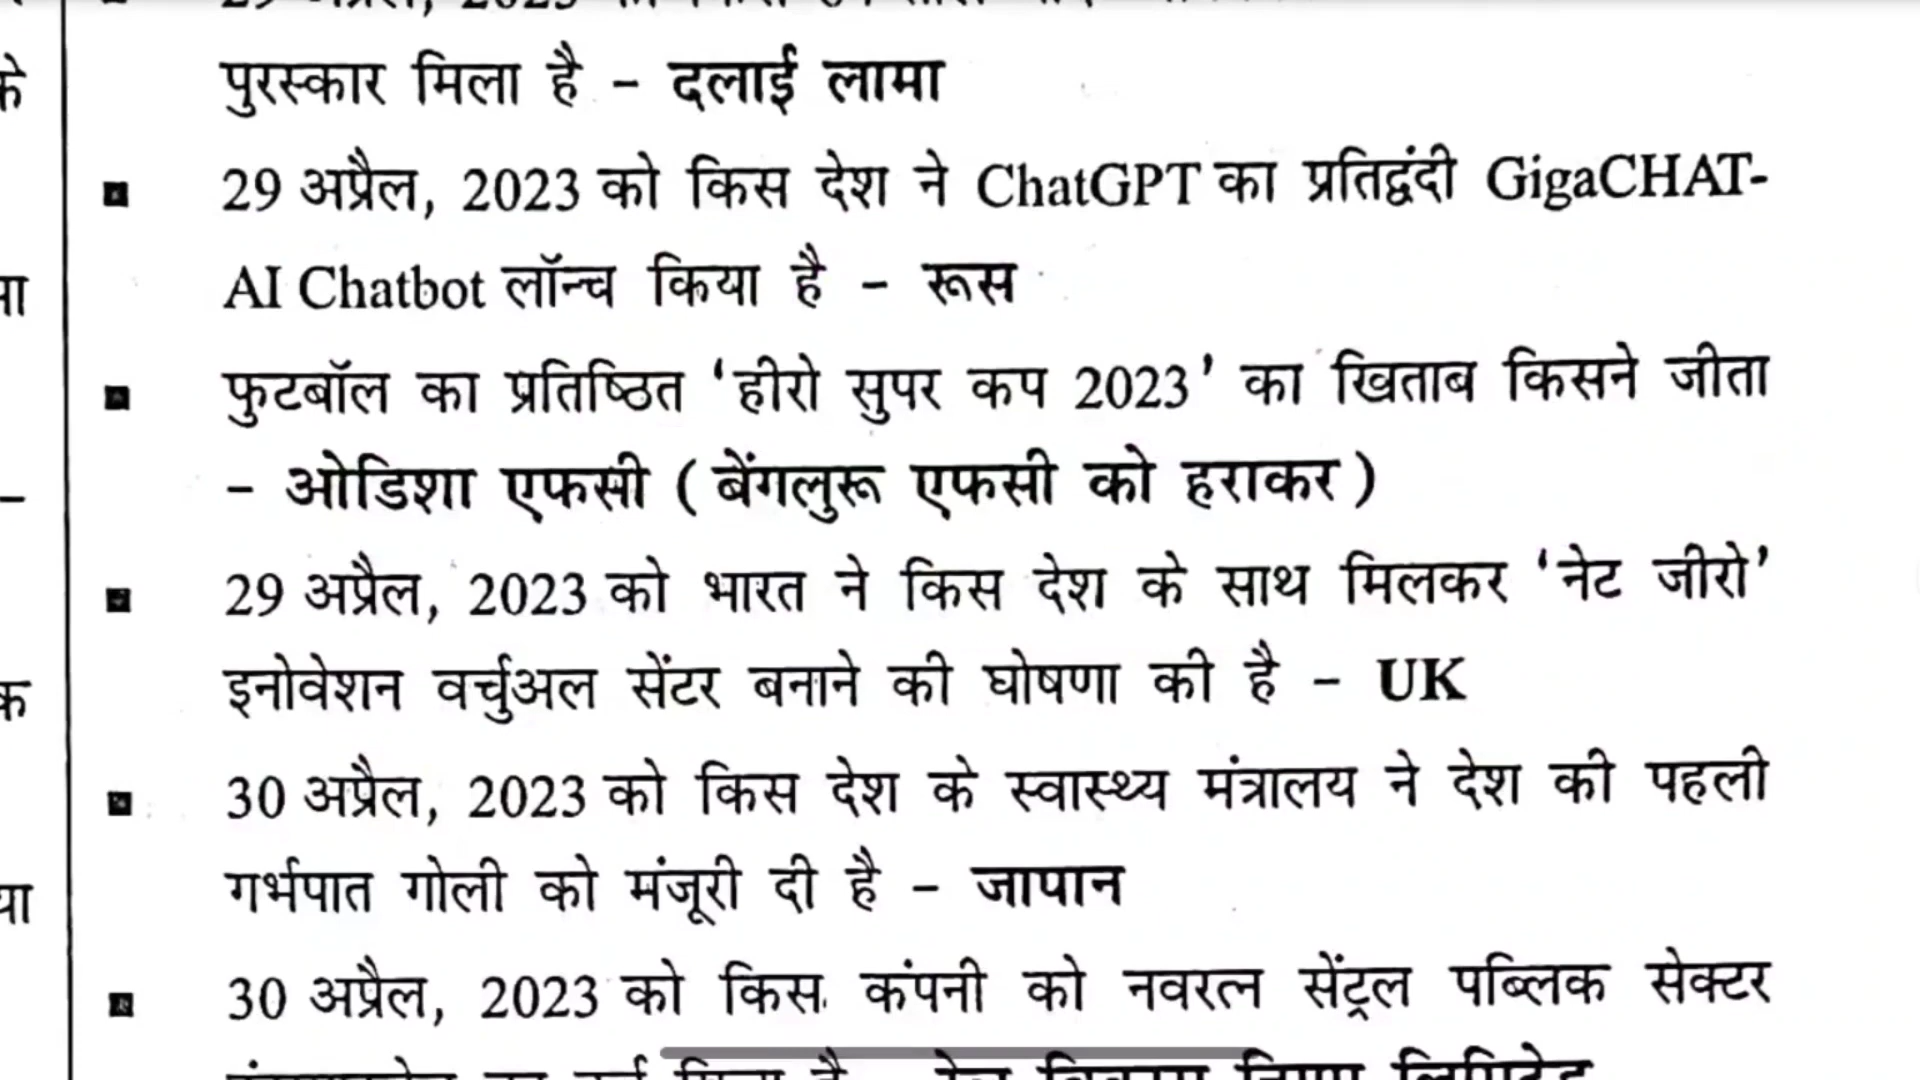 के
पुरस्कार मिला है - दलाई लामा
■ 29 अप्रैल, 2023 को किस देश ने ChatGPT का प्रतिद्वंदी GigaCHAT-
AI Chatbot लॉन्च किया है - रूस
■ फुटबॉल का प्रतिष्ठित ‘हीरो सुपर कप 2023’ का खिताब किसने जीता
- ओडिशा एफसी ( बेंगलुरू एफसी को हराकर )
■ 29 अप्रैल, 2023 को भारत ने किस देश के साथ मिलकर ‘नेट जीरो’
इनोवेशन वर्चुअल सेंटर बनाने की घोषणा की है - UK
■ 30 अप्रैल, 2023 को किस देश के स्वास्थ्य मंत्रालय ने देश की पहली
गर्भपात गोली को मंजूरी दी है - जापान
■ 30 अप्रैल, 2023 को किस कंपनी को नवरत्न सेंट्रल पब्लिक सेक्टर